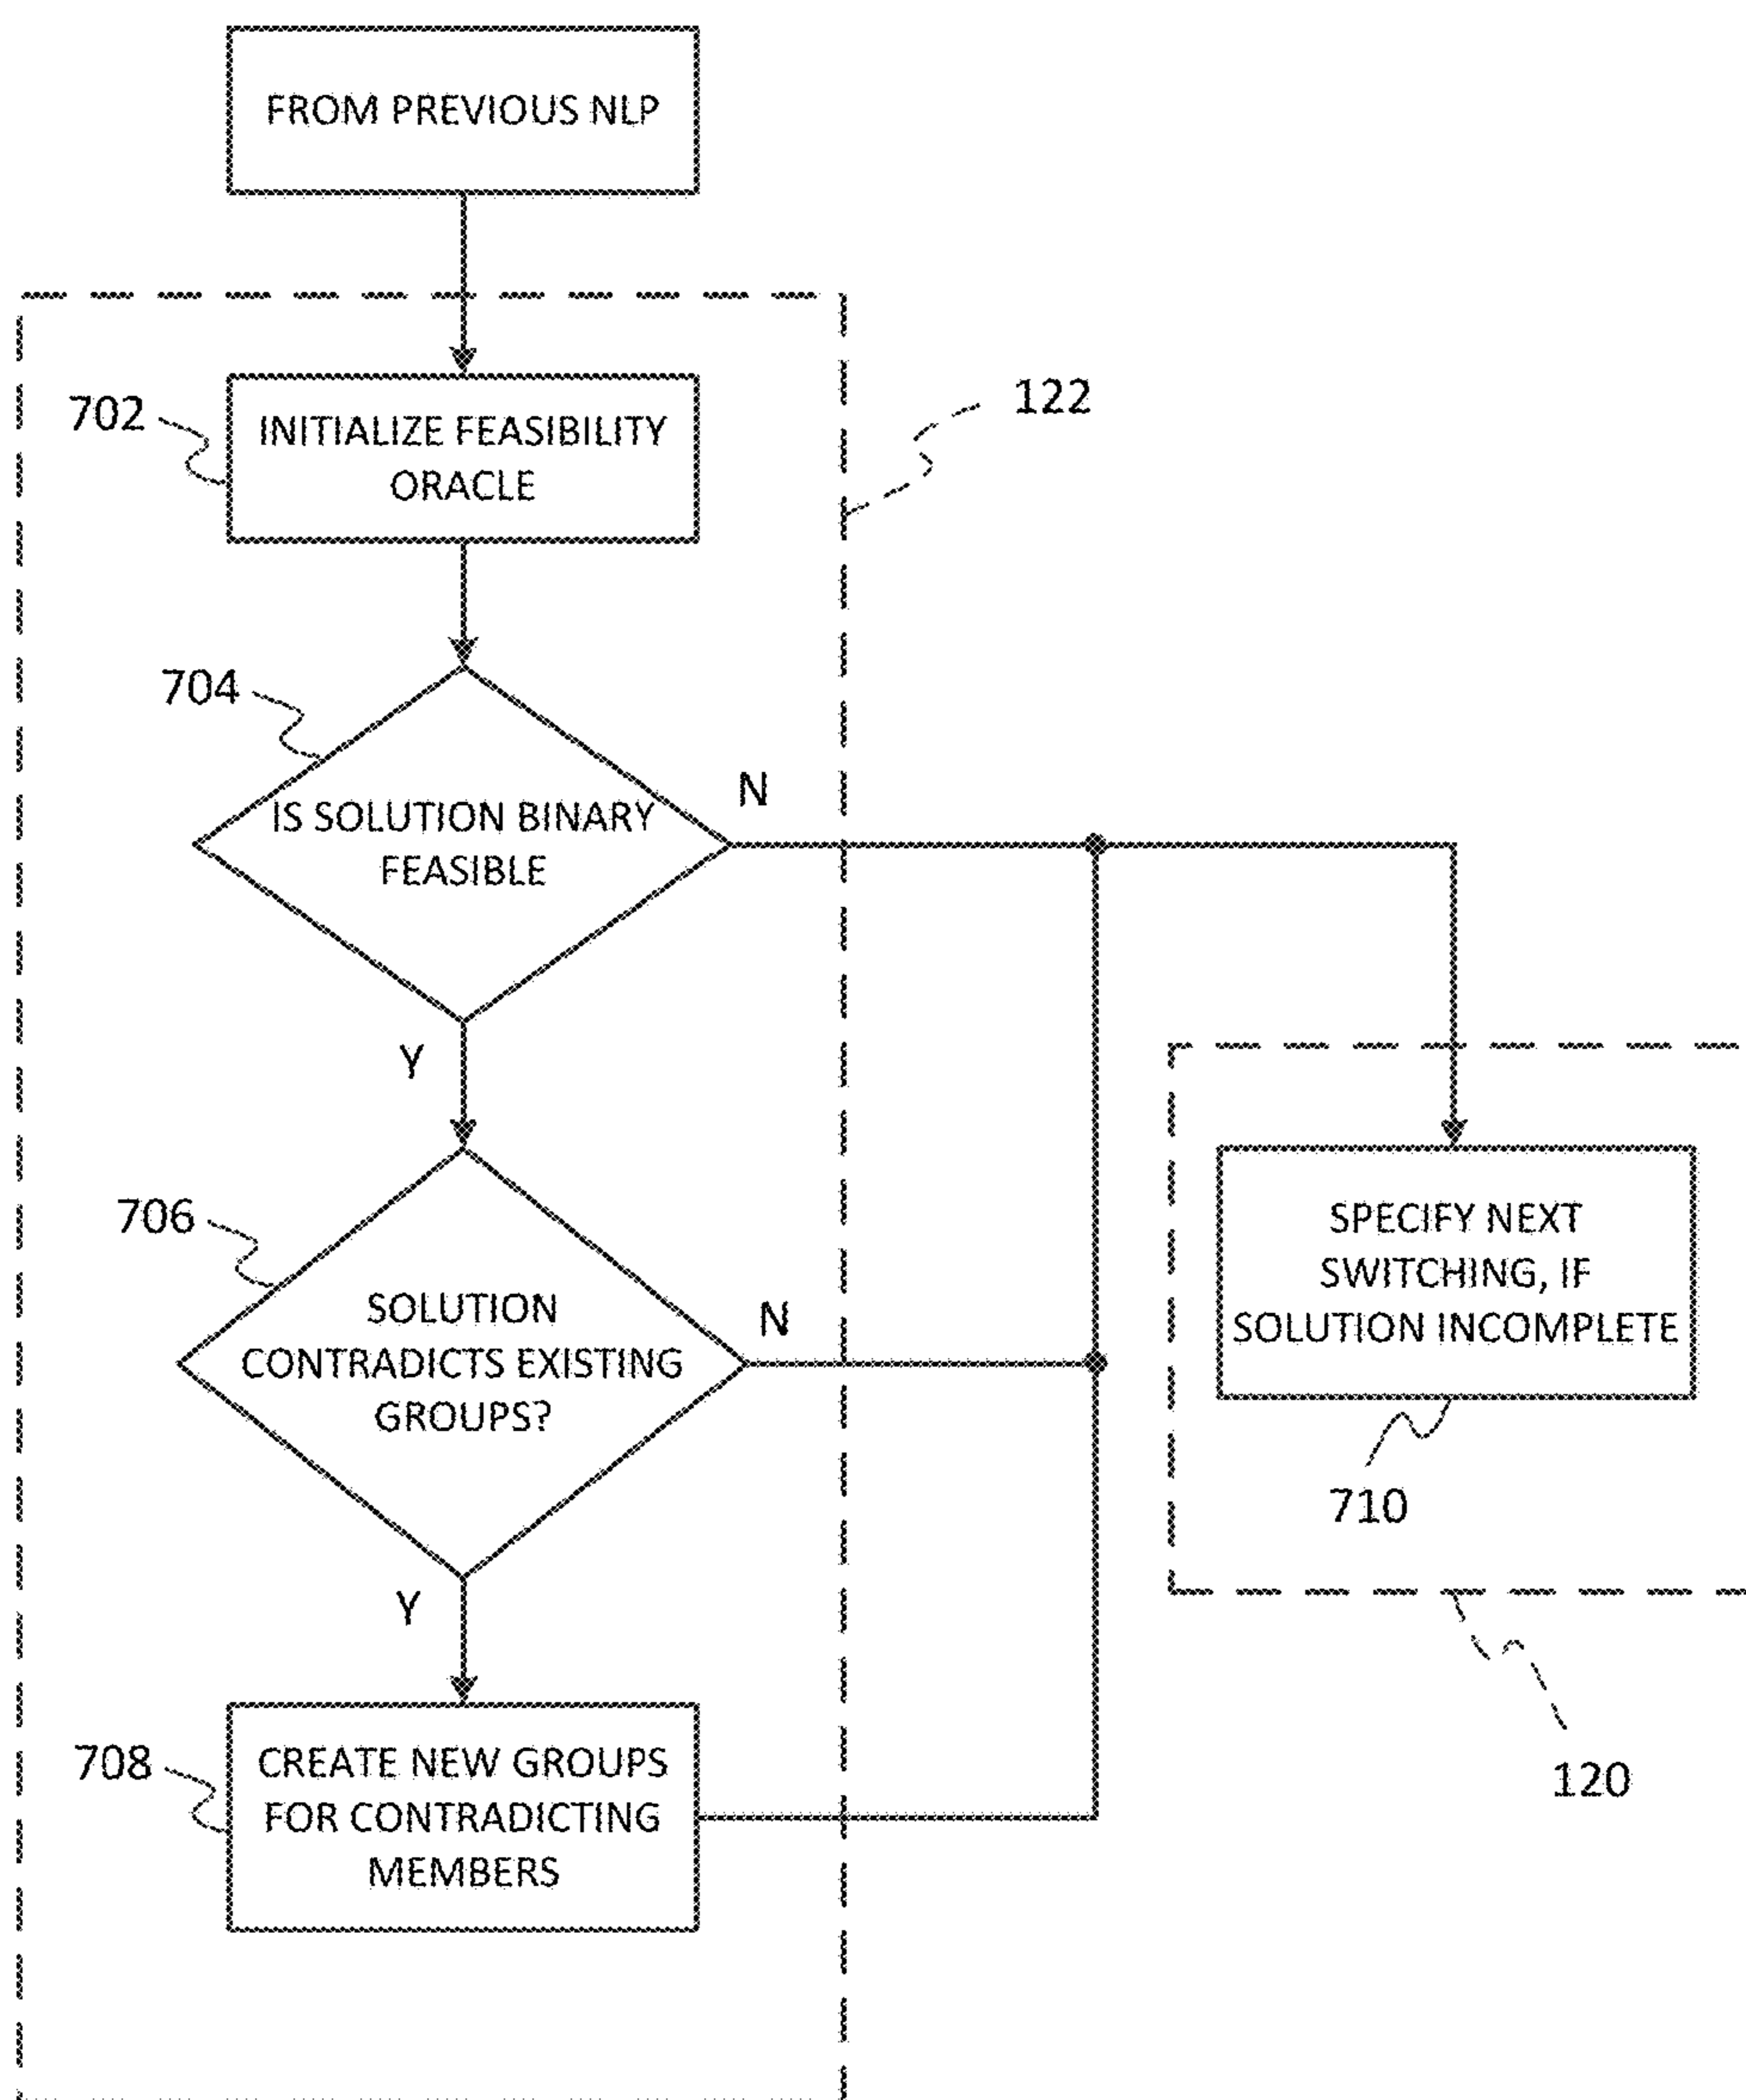 FROM PREVIOUS NLP
702
INITIALIZE FEASIBILITY
ORACLE
122
704
IS SOLUTION BINARY
FEASIBLE
N
Y
706
SOLUTION
CONTRADICTS EXISTING
GROUPS?
N
Y
SPECIFY NEXT
SWITCHING, IF
SOLUTION INCOMPLETE
710
120
708
CREATE NEW GROUPS
FOR CONTRADICTING
MEMBERS